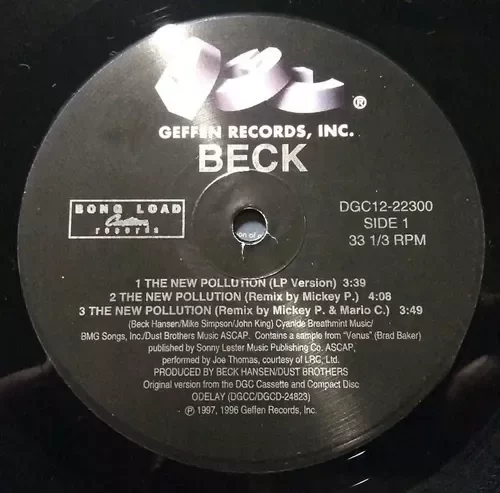 ®
GEFFEN RECORDS, INC.
BECK
BONG LOAD
Custom
records
DGC12-22300
SIDE 1
33 1/3 RPM
1 THE NEW POLLUTION (LP Version) 3:39
2 THE NEW POLLUTION (Remix by Mickey P.) 4:08
3 THE NEW POLLUTION (Remix by Mickey P. & Mario C.) 3:49
(Beck Hansen/Mike Simpson/John King) Cyanide Breathmint Music/
BMG Songs, Inc./Dust Brothers Music ASCAP. Contains a sample from "Venus" (Brad Baker)
published by Sonny Lester Music Publishing Co. ASCAP,
performed by Joe Thomas, courtesy of LRC, Ltd.
PRODUCED BY BECK HANSEN/DUST BROTHERS
Original version from the DGC Cassette and Compact Disc
ODELAY (DGCC/DGCD-24823)
℗ 1997, 1996 Geffen Records, Inc.